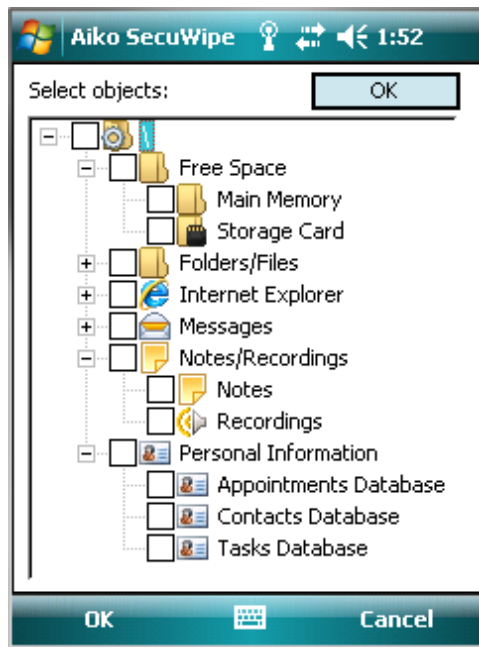 Aiko SecuWipe 1:52
Select objects: OK
\
Free Space
Main Memory
Storage Card
Folders/Files
Internet Explorer
Messages
Notes/Recordings
Notes
Recordings
Personal Information
Appointments Database
Contacts Database
Tasks Database
OK Cancel